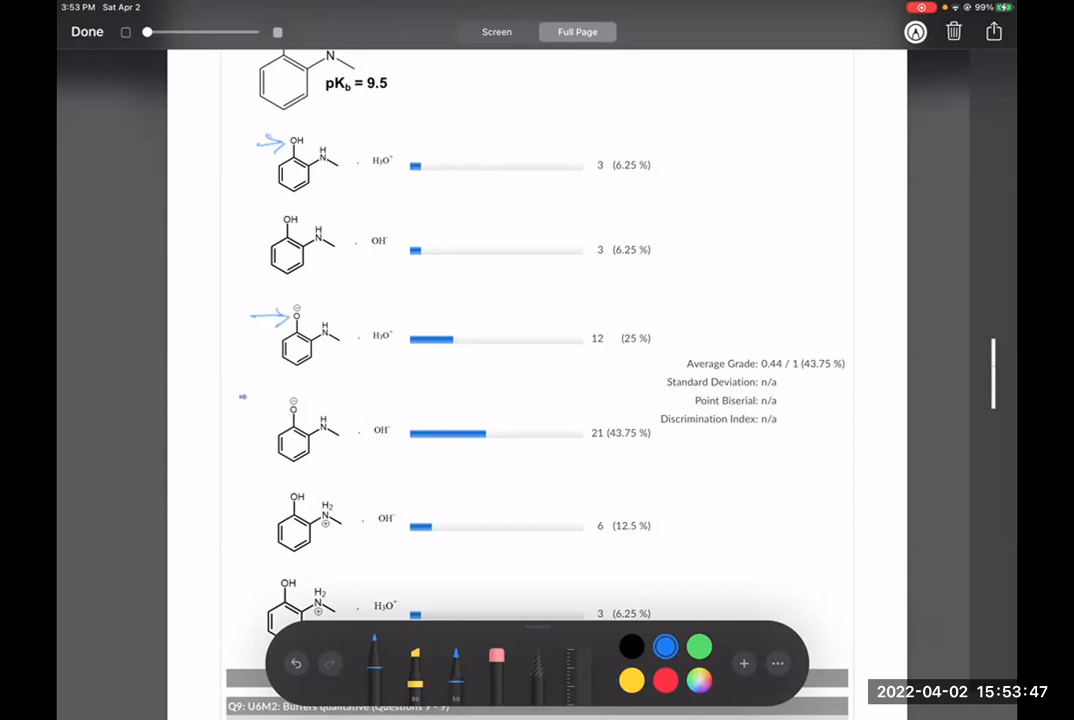 3:53 PM Sat Apr 2
99%
Done
Screen
Full Page
N
pKb = 9.5
OH
H
N
. H3O+
3 (6.25 %)
OH
H
N
. OH-
3 (6.25 %)
⊖
O
H
N
. H3O+
12 (25 %)
Average Grade: 0.44 / 1 (43.75 %)
Standard Deviation: n/a
Point Biserial: n/a
Discrimination Index: n/a
⊖
O
H
N
. OH-
21 (43.75 %)
OH
H2
N
⊕
. OH-
6 (12.5 %)
OH
H2
N
⊕
. H3O+
3 (6.25 %)
80
50
2022-04-02 15:53:47
Q9: U6M2: Buffers qualitative (Questions 9 - 9)